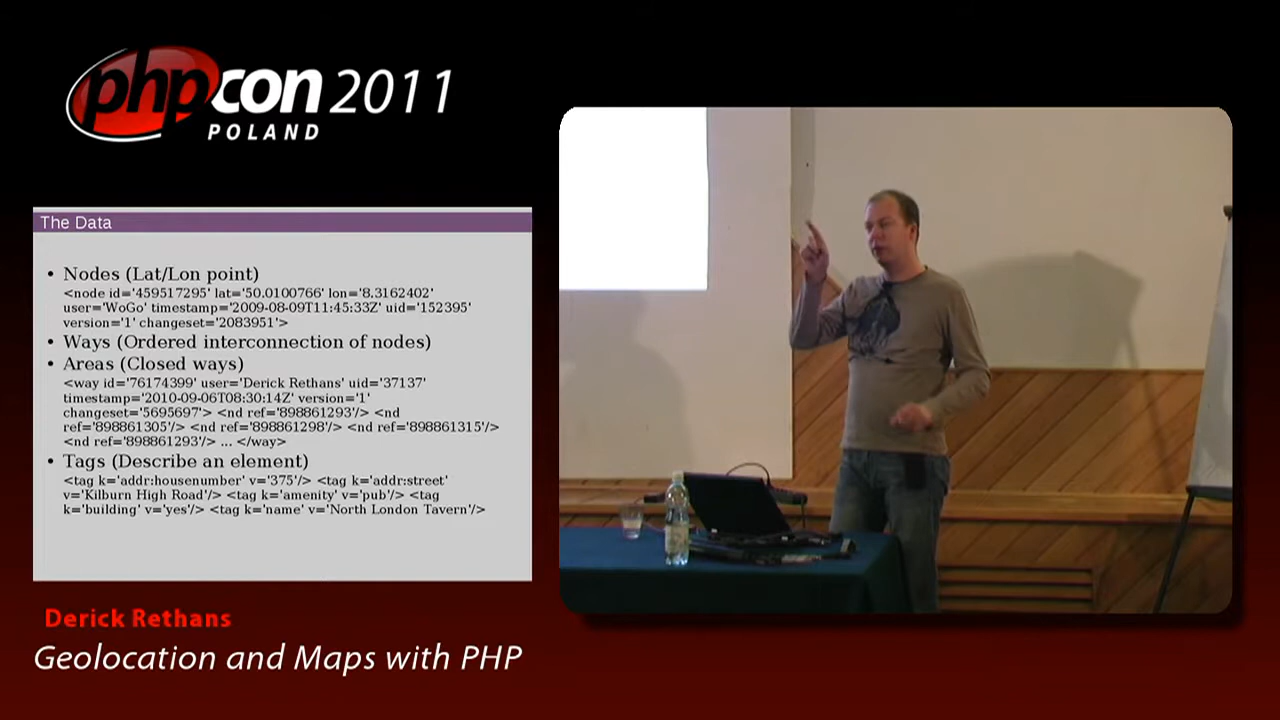 phpcon 2011
POLAND
The Data
• Nodes (Lat/Lon point)
<node id='459517295' lat='50.0100766' lon='8.3162402'
user='WoGo' timestamp='2009-08-09T11:45:33Z' uid='152395'
version='1' changeset='2083951'>
• Ways (Ordered interconnection of nodes)
• Areas (Closed ways)
<way id='76174399' user='Derick Rethans' uid='37137'
timestamp='2010-09-06T08:30:14Z' version='1'
changeset='5695697'> <nd ref='898861293'/> <nd
ref='898861305'/> <nd ref='898861298'/> <nd ref='898861315'/>
<nd ref='898861293'/> ... </way>
• Tags (Describe an element)
<tag k='addr:housenumber' v='375'/> <tag k='addr:street'
v='Kilburn High Road'/> <tag k='amenity' v='pub'/> <tag
k='building' v='yes'/> <tag k='name' v='North London Tavern'/>
Derick Rethans
Geolocation and Maps with PHP